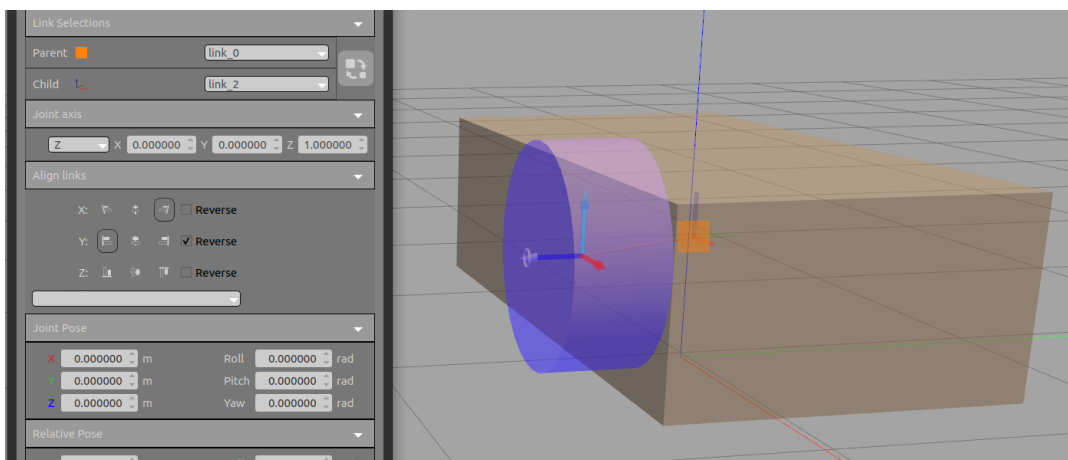 Link Selections
Parent link_0
Child link_2
Joint axis
Z X 0.000000 Y 0.000000 Z 1.000000
Align links
X: Reverse
Y: Reverse
Z: Reverse
Joint Pose
X 0.000000 m Roll 0.000000 rad
Y 0.000000 m Pitch 0.000000 rad
Z 0.000000 m Yaw 0.000000 rad
Relative Pose